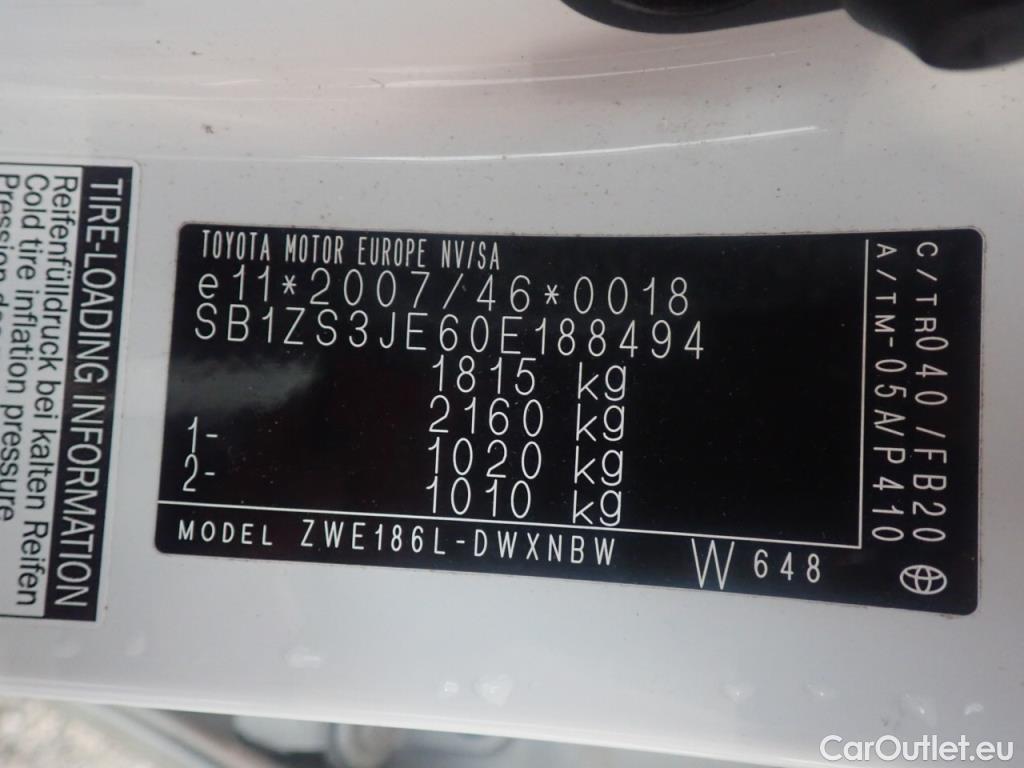 TOYOTA MOTOR EUROPE NV/SA
e11*2007/46*0018
SB1ZS3JE60E188494
1815 kg
2160 kg
1- 1020 kg
2- 1010 kg
MODEL ZWE186L-DWXNBW W 648
C/TR040 /FB20
A/TM-05A/P410
TIRE-LOADING INFORMATION
Reifenfülldruck bei kalten Reifen
Cold tire inflation pressure
CarOutlet.eu